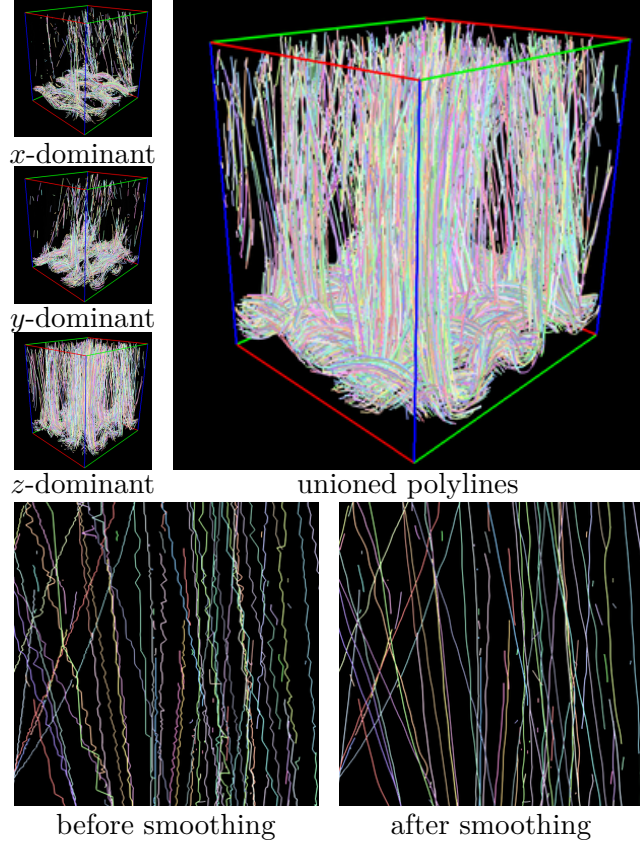 x-dominant
y-dominant
z-dominant
unioned polylines
before smoothing
after smoothing